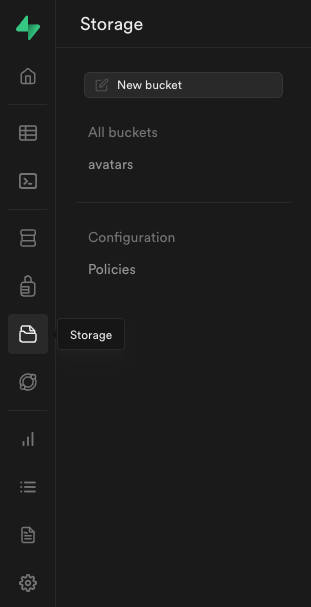 Storage
New bucket
All buckets
avatars
Configuration
Policies
Storage